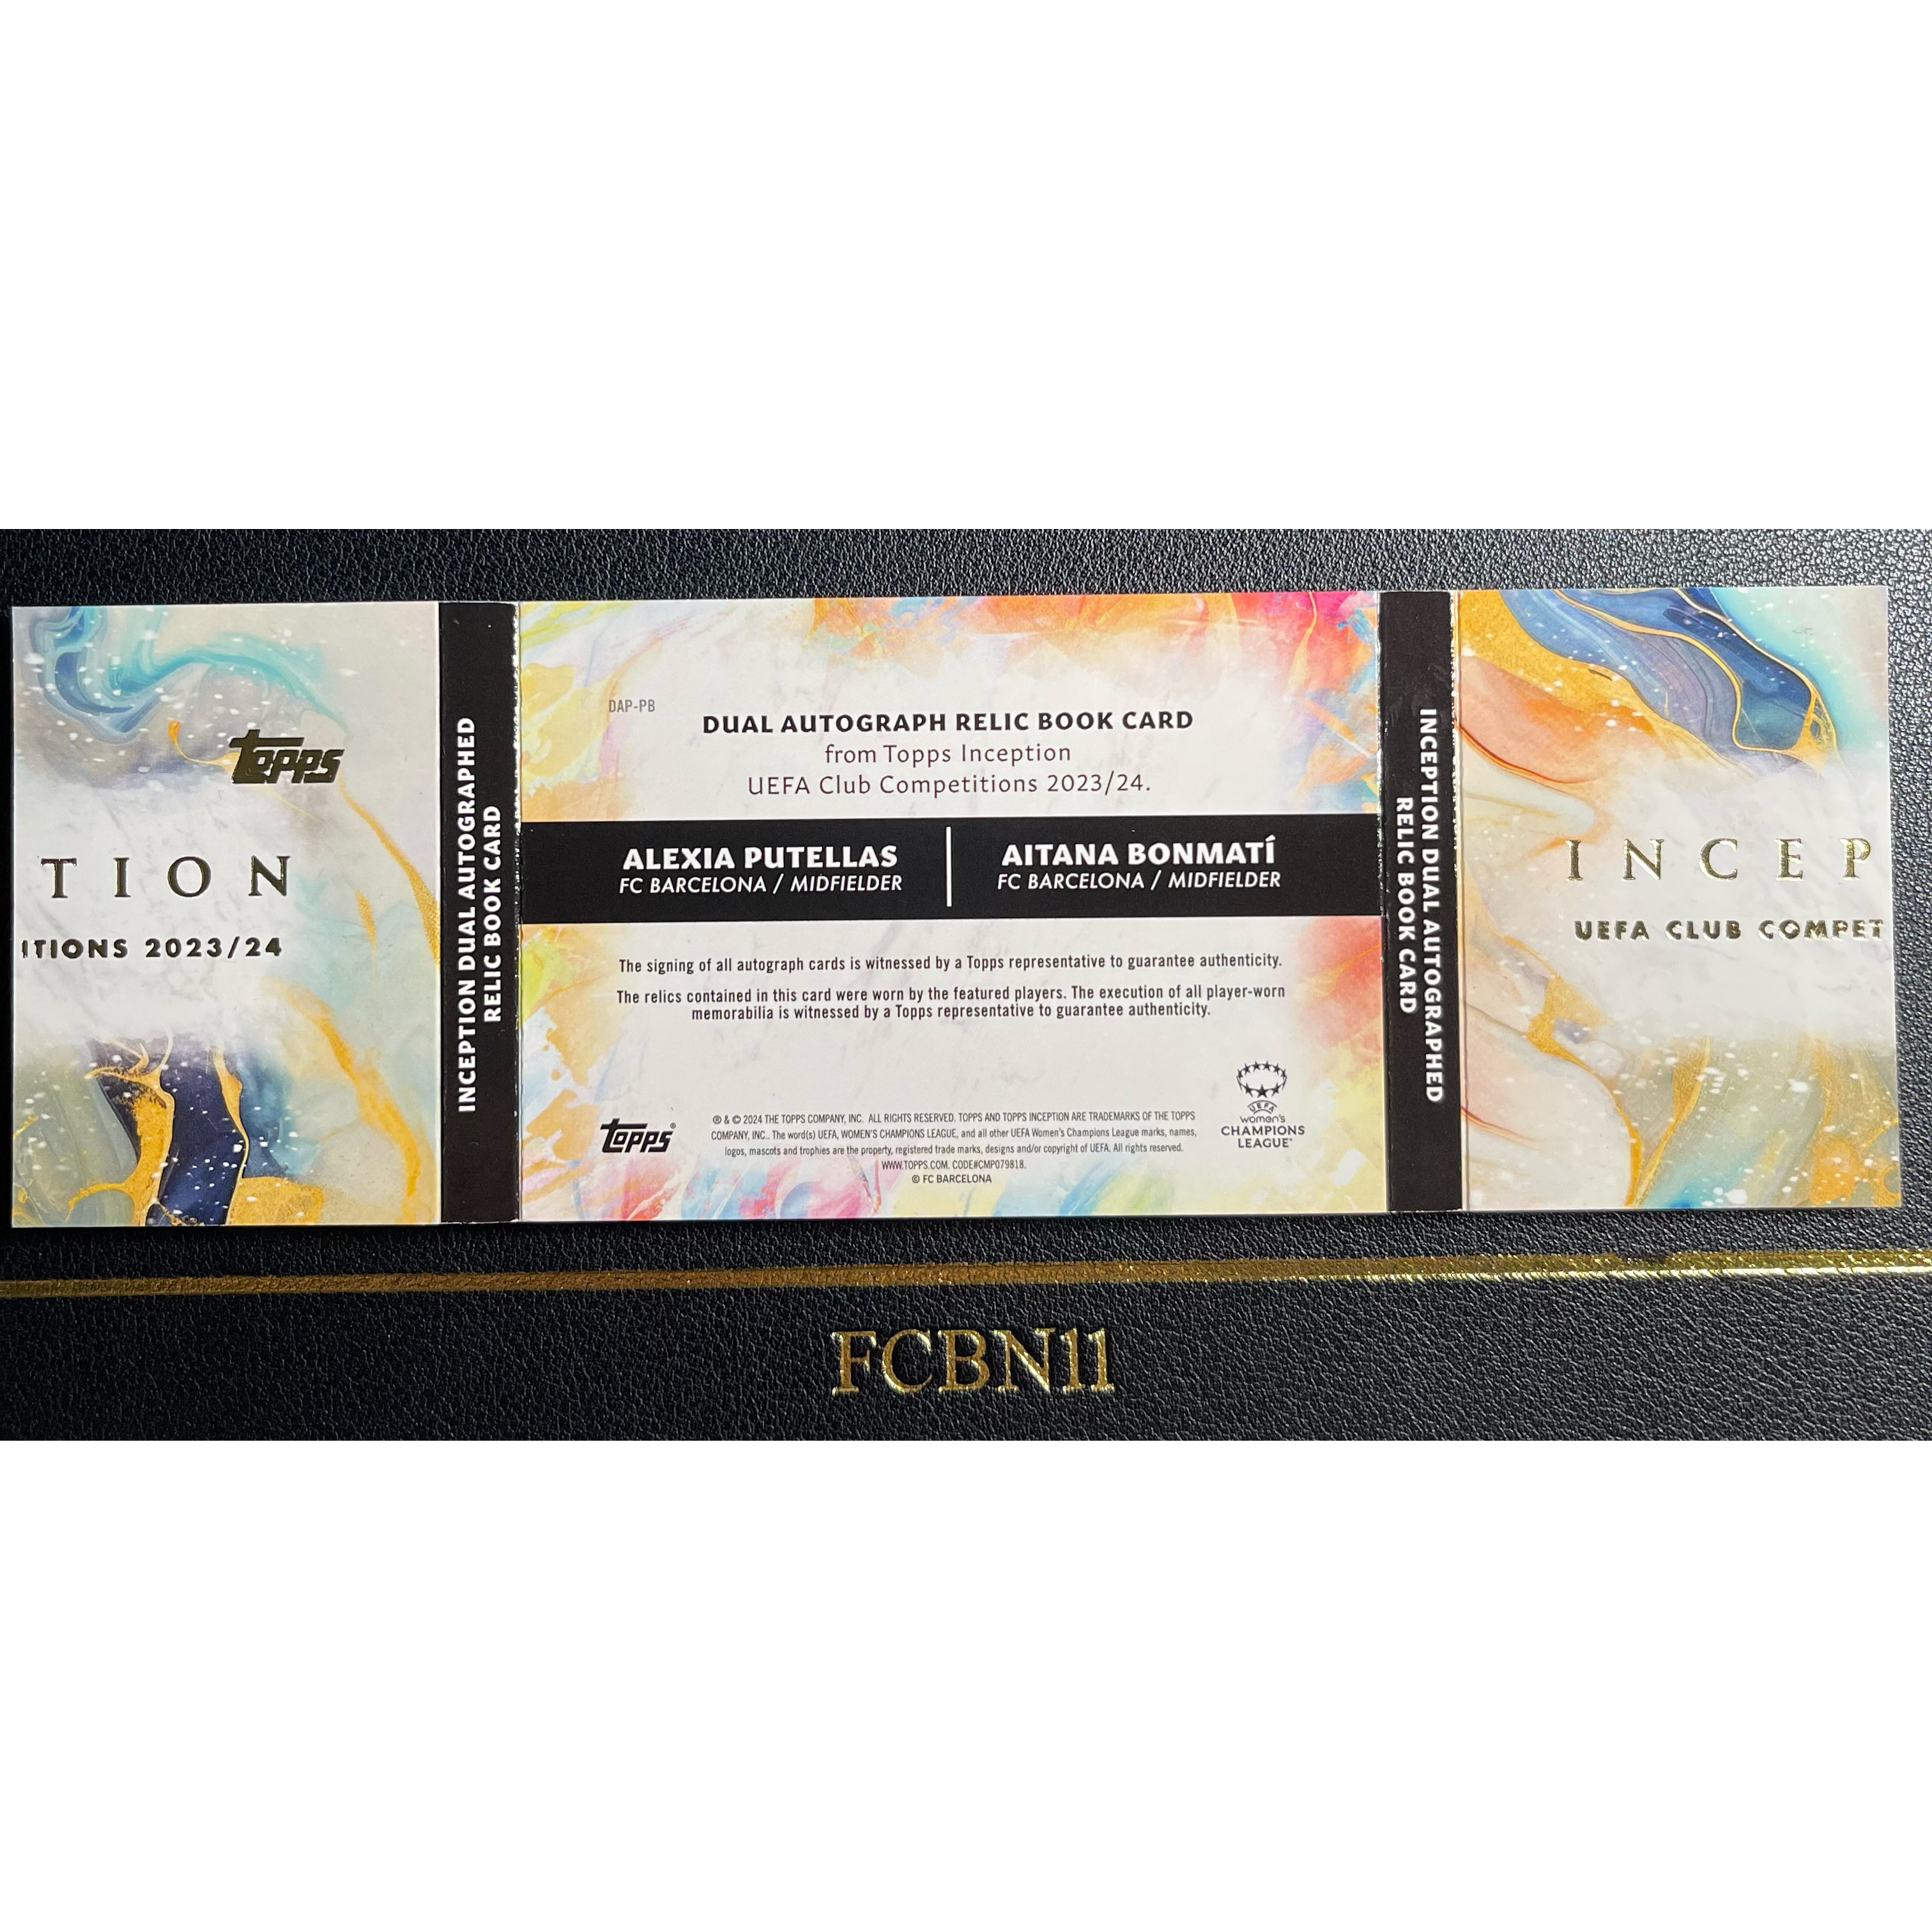 Topps
TION
ITIONS 2023/24
INCEPTION DUAL AUTOGRAPHED
RELIC BOOK CARD
DAP-PB
DUAL AUTOGRAPH RELIC BOOK CARD
from Topps Inception
UEFA Club Competitions 2023/24.
ALEXIA PUTELLAS
FC BARCELONA / MIDFIELDER
AITANA BONMATÍ
FC BARCELONA / MIDFIELDER
The signing of all autograph cards is witnessed by a Topps representative to guarantee authenticity.
The relics contained in this card were worn by the featured players. The execution of all player-worn
memorabilia is witnessed by a Topps representative to guarantee authenticity.
Topps®
® & © 2024 THE TOPPS COMPANY, INC. ALL RIGHTS RESERVED. TOPPS AND TOPPS INCEPTION ARE TRADEMARKS OF THE TOPPS
COMPANY, INC.. The word(s) UEFA, WOMEN'S CHAMPIONS LEAGUE, and all other UEFA Women's Champions League marks, names,
logos, mascots and trophies are the property, registered trade marks, designs and/or copyright of UEFA. All rights reserved.
WWW.TOPPS.COM. CODE#CMP079818.
© FC BARCELONA
UEFA
women's
CHAMPIONS
LEAGUE
INCEPTION DUAL AUTOGRAPHED
RELIC BOOK CARD
INCEP
UEFA CLUB COMPET
FCBN11